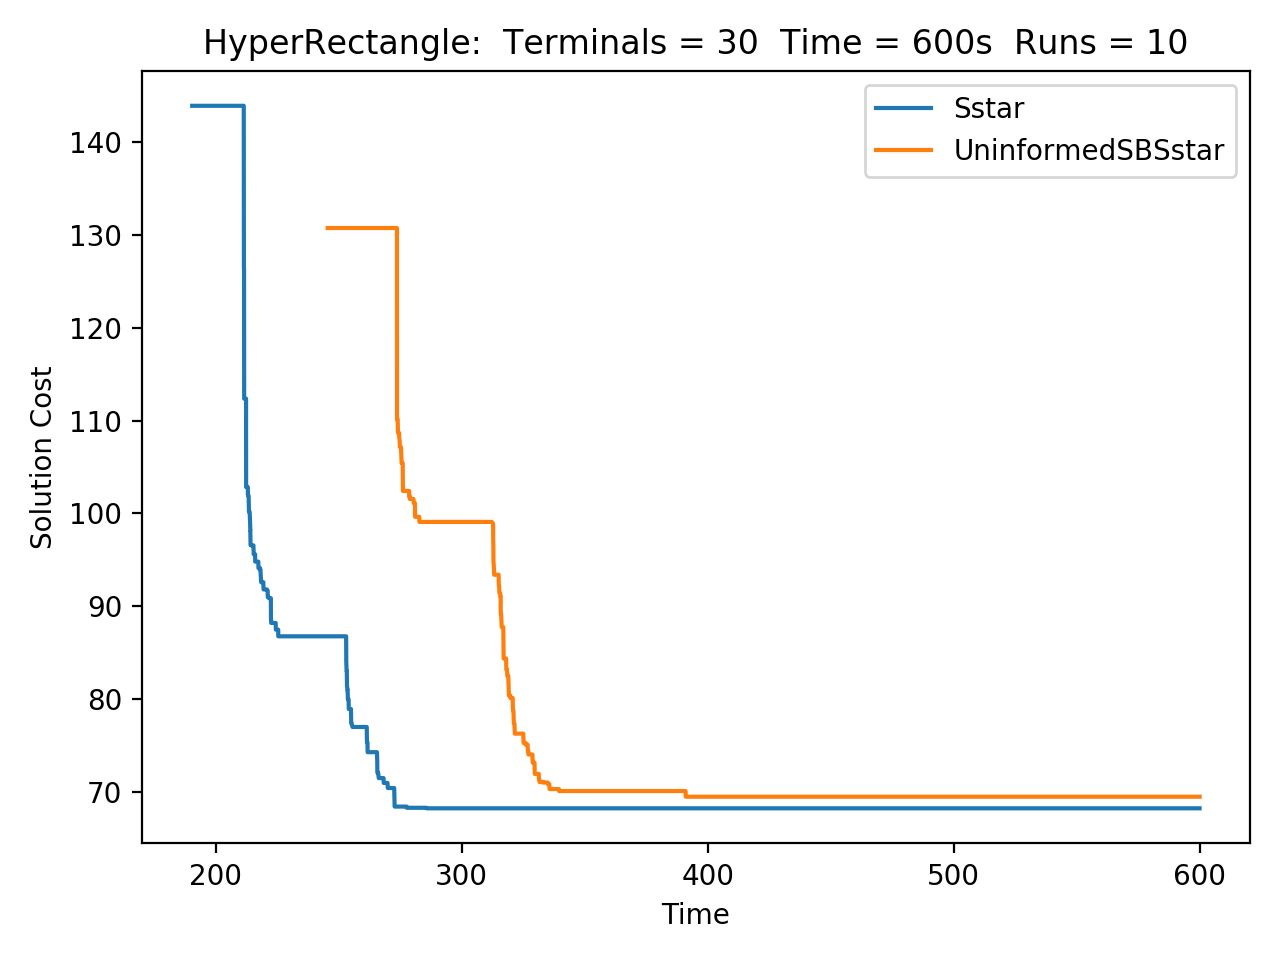 HyperRectangle:  Terminals = 30  Time = 600s  Runs = 10
Sstar
UninformedSBSstar
140
130
120
110
100
90
80
70
Solution Cost
200
300
400
500
600
Time